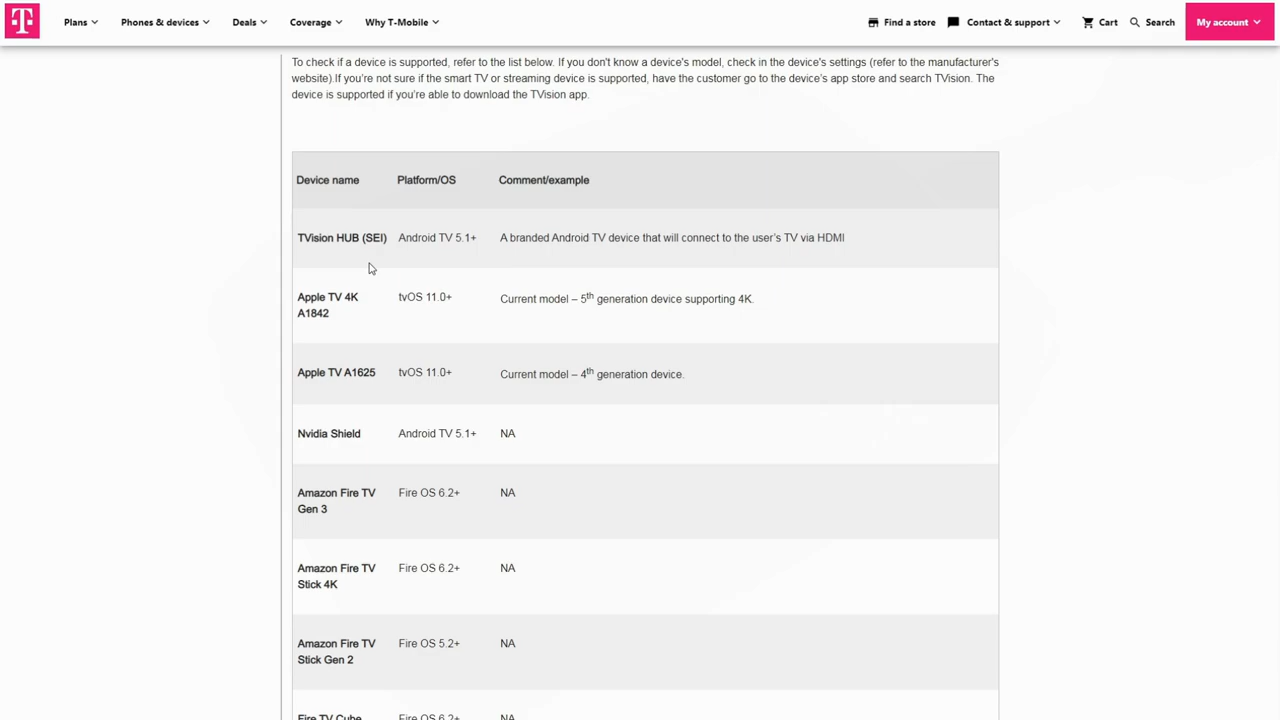 T
Plans
Phones & devices
Deals
Coverage
Why T-Mobile
Find a store
Contact & support
Cart
Search
My account
To check if a device is supported, refer to the list below. If you don't know a device's model, check in the device's settings (refer to the manufacturer's
website).If you're not sure if the smart TV or streaming device is supported, have the customer go to the device's app store and search TVision. The
device is supported if you're able to download the TVision app.
Device name Platform/OS Comment/example
TVision HUB (SEI) Android TV 5.1+ A branded Android TV device that will connect to the user's TV via HDMI
Apple TV 4K tvOS 11.0+ Current model – 5th generation device supporting 4K.
A1842
Apple TV A1625 tvOS 11.0+ Current model – 4th generation device.
Nvidia Shield Android TV 5.1+ NA
Amazon Fire TV Fire OS 6.2+ NA
Gen 3
Amazon Fire TV Fire OS 6.2+ NA
Stick 4K
Amazon Fire TV Fire OS 5.2+ NA
Stick Gen 2
Fire TV Cube Fire OS 6.2+ NA